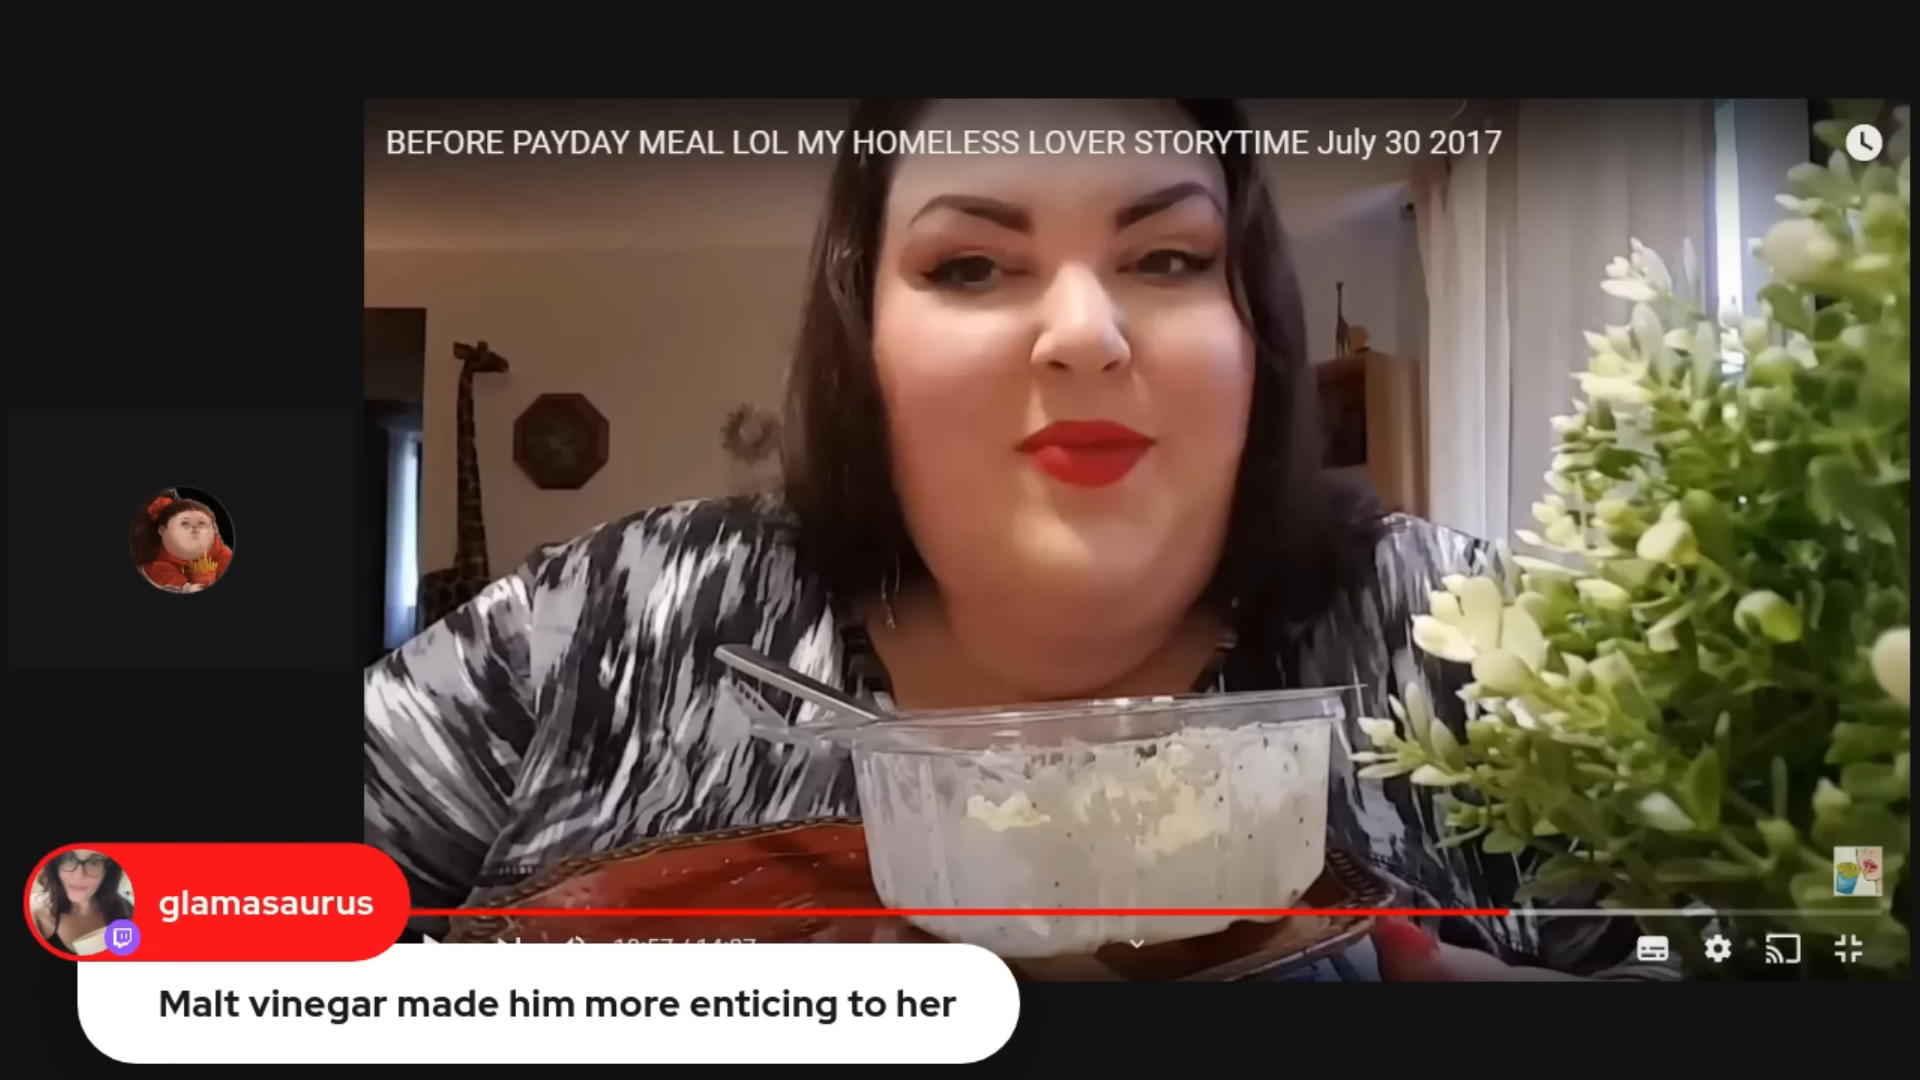 BEFORE PAYDAY MEAL LOL MY HOMELESS LOVER STORYTIME July 30 2017
glamasaurus
Malt vinegar made him more enticing to her